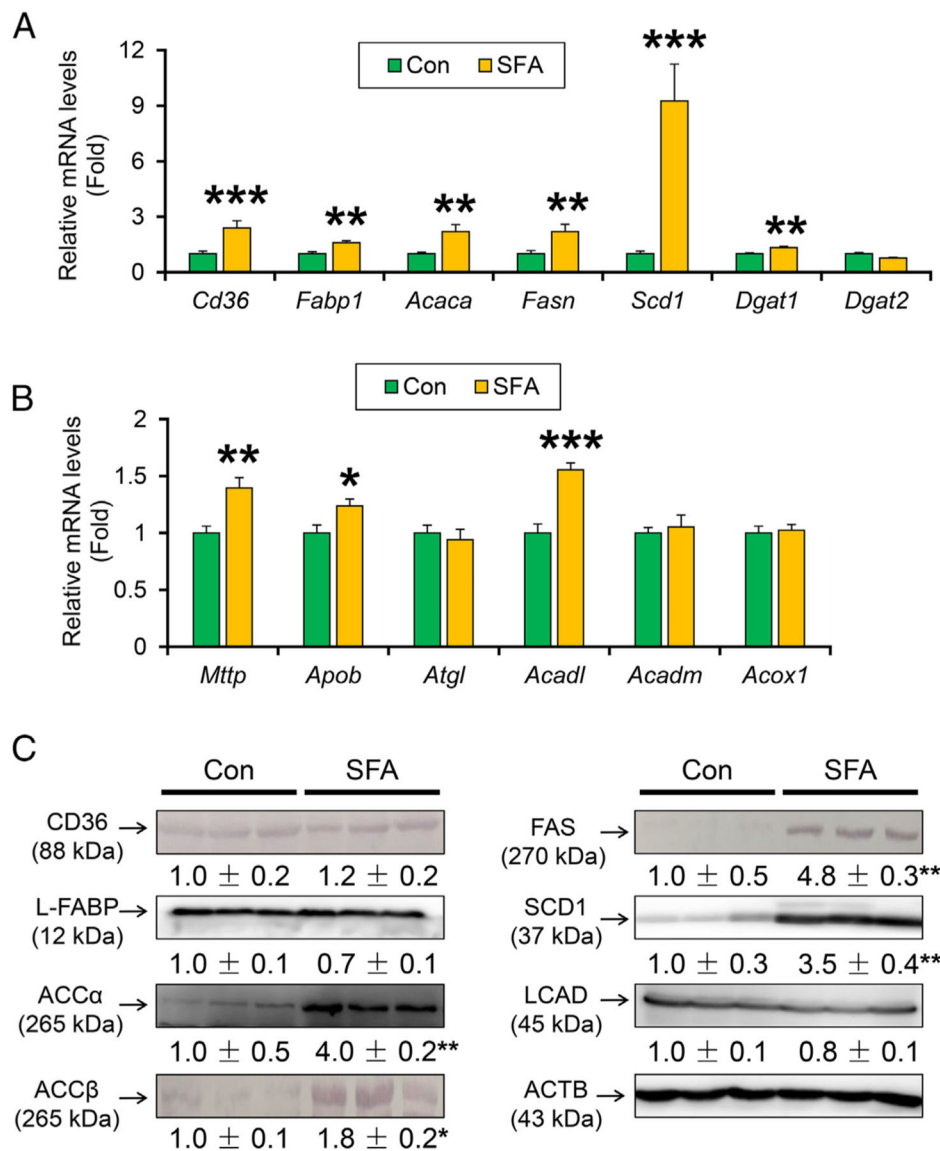 A
Relative mRNA levels
(Fold)
12
9
6
3
0
Con SFA
*** ** ** ** *** **
Cd36 Fabp1 Acaca Fasn Scd1 Dgat1 Dgat2
B
Relative mRNA levels
(Fold)
2
1.5
1
0.5
0
Con SFA
** * ***
Mttp Apob Atgl Acadl Acadm Acox1
C
Con SFA
CD36
(88 kDa)
1.0 ± 0.2 1.2 ± 0.2
L-FABP
(12 kDa)
1.0 ± 0.1 0.7 ± 0.1
ACCα
(265 kDa)
1.0 ± 0.5 4.0 ± 0.2**
ACCβ
(265 kDa)
1.0 ± 0.1 1.8 ± 0.2*
Con SFA
FAS
(270 kDa)
1.0 ± 0.5 4.8 ± 0.3**
SCD1
(37 kDa)
1.0 ± 0.3 3.5 ± 0.4**
LCAD
(45 kDa)
1.0 ± 0.1 0.8 ± 0.1
ACTB
(43 kDa)